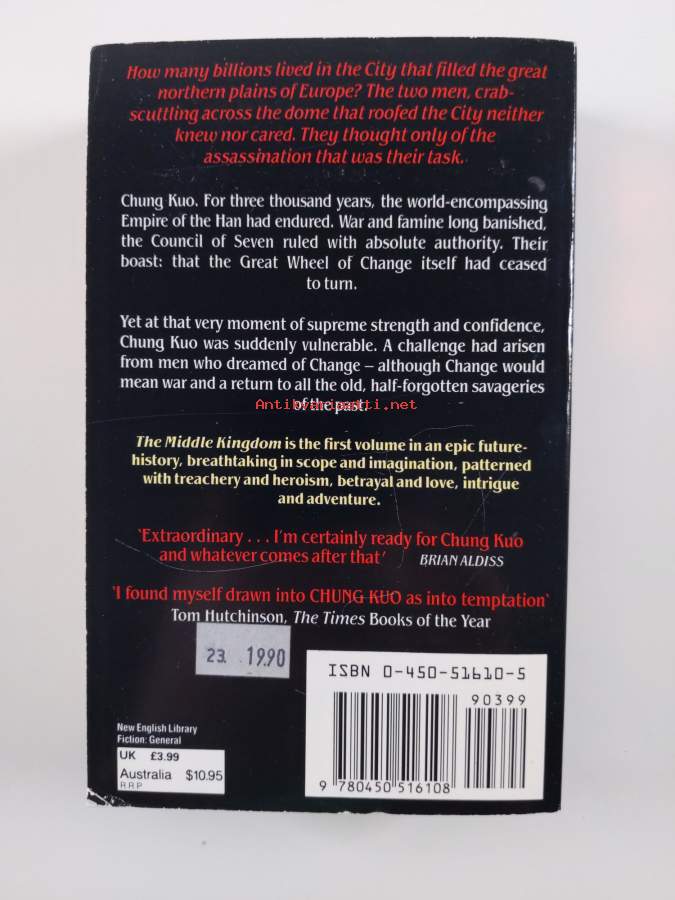 How many billions lived in the City that filled the great
northern plains of Europe? The two men, crab-
scuttling across the dome that roofed the City neither
knew nor cared. They thought only of the
assassination that was their task.
Chung Kuo. For three thousand years, the world-encompassing
Empire of the Han had endured. War and famine long banished,
the Council of Seven ruled with absolute authority. Their
boast: that the Great Wheel of Change itself had ceased
to turn.
Yet at that very moment of supreme strength and confidence,
Chung Kuo was suddenly vulnerable. A challenge had arisen
from men who dreamed of Change – although Change would
mean war and a return to all the old, half-forgotten savageries
of the past.
Antikvariaatti.net
The Middle Kingdom is the first volume in an epic future-
history, breathtaking in scope and imagination, patterned
with treachery and heroism, betrayal and love, intrigue
and adventure.
'Extraordinary . . . I'm certainly ready for Chung Kuo
and whatever comes after that' BRIAN ALDISS
'I found myself drawn into CHUNG KUO as into temptation'
Tom Hutchinson, The Times Books of the Year
23. 19.90
ISBN 0-450-51610-5
90399
9 780450 516108
New English Library
Fiction: General
UK £3.99
Australia $10.95
R.R.P